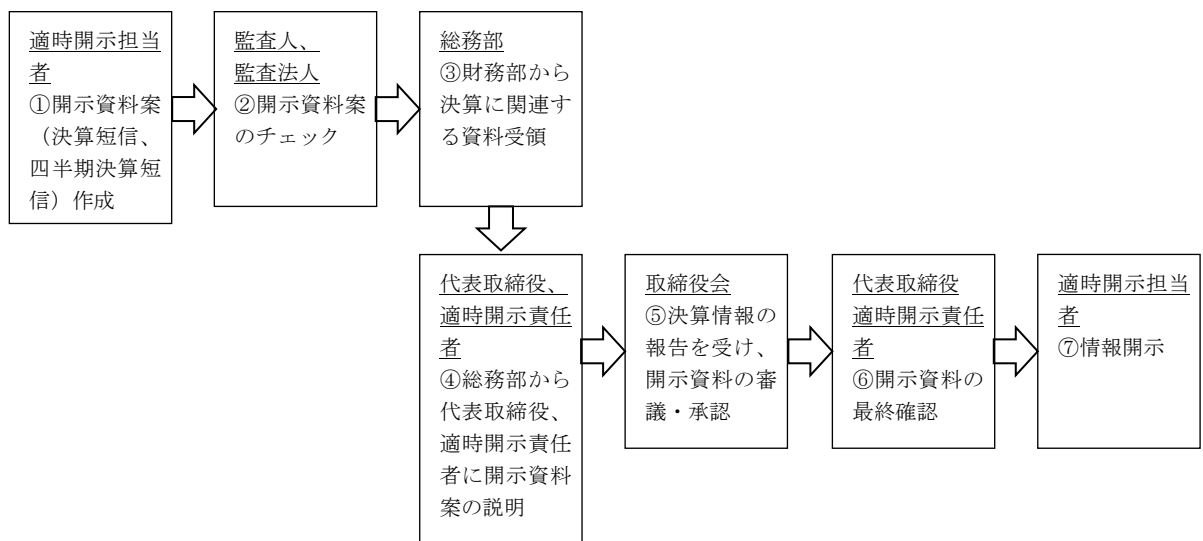 適時開示担当
者
①開示資料案
（決算短信、
四半期決算短
信）作成
監査人、
監査法人
②開示資料案
のチェック
総務部
③財務部から
決算に関連す
る資料受領
代表取締役、
適時開示責任
者
④総務部から
代表取締役、
適時開示責任
者に開示資料
案の説明
取締役会
⑤決算情報の
報告を受け、
開示資料の審
議・承認
代表取締役
適時開示責任
者
⑥開示資料の
最終確認
適時開示担当
者
⑦情報開示